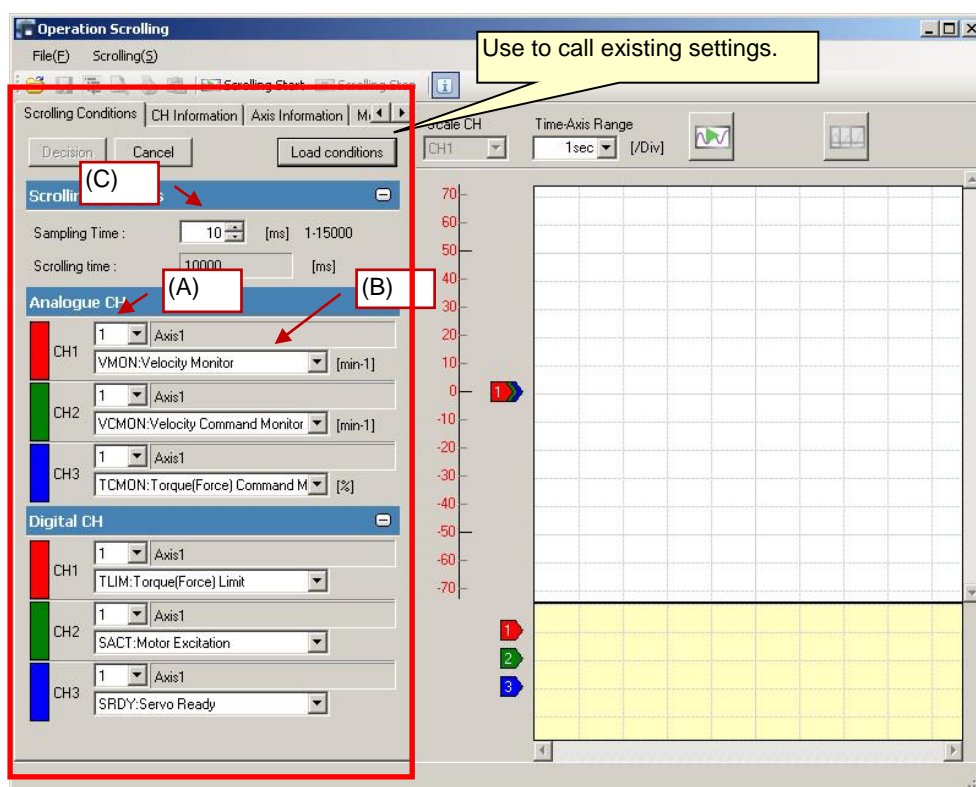 Operation Scrolling
File(F) Scrolling(S)
Use to call existing settings.
Scrolling Start Scrolling Stop
Scrolling Conditions CH Information Axis Information
Scale CH Time-Axis Range
Decision Cancel Load conditions
CH1 1sec [/Div]
(C)
Sampling Time : 10 [ms] 1-15000
Scrolling time : 10000 [ms]
(A) (B)
Analogue CH
1 Axis1
CH1
VMON:Velocity Monitor [min-1]
1 Axis1
CH2
VCMON:Velocity Command Monitor [min-1]
1 Axis1
CH3
TCMON:Torque(Force) Command M [%]
Digital CH
1 Axis1
CH1
TLIM:Torque(Force) Limit
1 Axis1
CH2
SACT:Motor Excitation
1 Axis1
CH3
SRDY:Servo Ready
70
60
50
40
30
20
10
0 1
-10
-20
-30
-40
-50
-60
-70
1
2
3